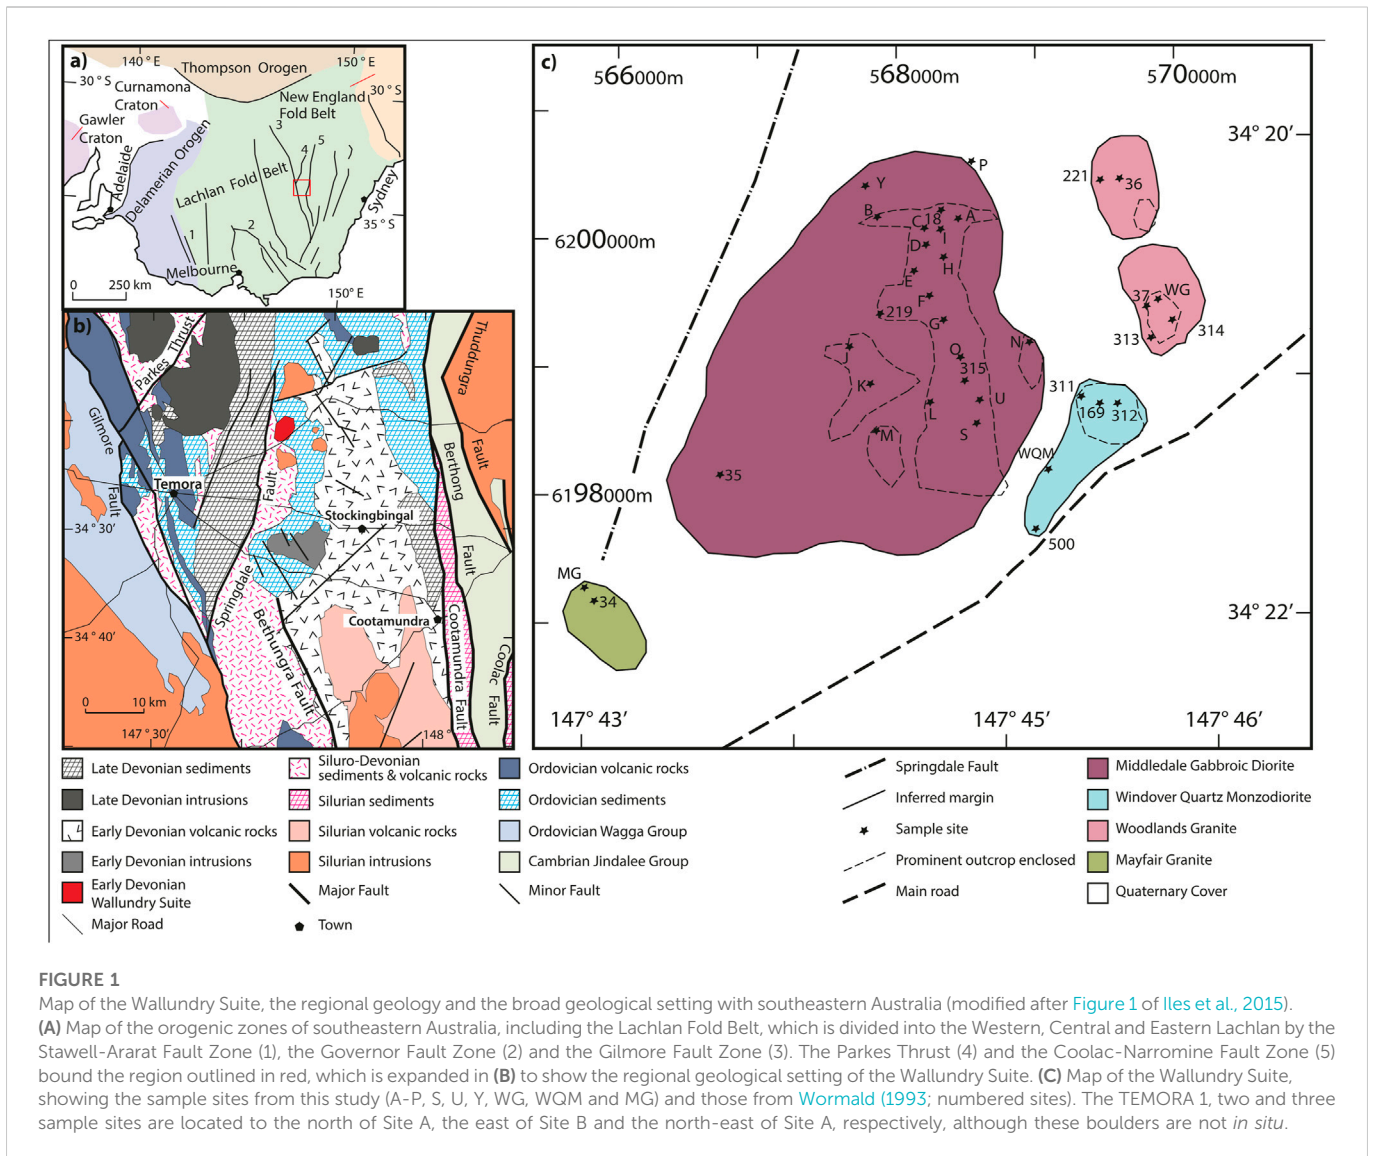 a)
140°E
150°E
Thompson Orogen
30°S
Curnamona
Craton
New England
Fold Belt
30°S
Gawler
Craton
3
5
4
Adelaide
Delamerian Orogen
Lachlan Fold Belt
Sydney
35°S
1
2
Melbourne
0 250 km
150°E
b)
Parkes Thrust
Thuddungra
Gilmore
Fault
Temora
Fault
Berthong
Fault
Stockingbingal
34°30′
Fault
Springdale
Bethungra Fault
Cootamundra
34°40′
Cootamundra Fault
Coolac Fault
0 10 km
147°30′
148°
c)
566000m
568000m
570000m
34° 20′
P
Y
221
36
B
C
18
A
I
6200000m
D
H
E
37
WG
F
219
G
313
314
N
J
O
315
311
K
L
U
169
312
M
S
WQM
35
6198000m
500
MG
34
34° 22′
147° 43′
147° 45′
147° 46′
Late Devonian sediments
Late Devonian intrusions
Early Devonian volcanic rocks
Early Devonian intrusions
Early Devonian
Wallundry Suite
Major Road
Siluro-Devonian
sediments & volcanic rocks
Silurian sediments
Silurian volcanic rocks
Silurian intrusions
Major Fault
Town
Ordovician volcanic rocks
Ordovician sediments
Ordovician Wagga Group
Cambrian Jindalee Group
Minor Fault
Springdale Fault
Inferred margin
Sample site
Prominent outcrop enclosed
Main road
Middledale Gabbroic Diorite
Windover Quartz Monzodiorite
Woodlands Granite
Mayfair Granite
Quaternary Cover
FIGURE 1
Map of the Wallundry Suite, the regional geology and the broad geological setting with southeastern Australia (modified after Figure 1 of Iles et al., 2015).
(A) Map of the orogenic zones of southeastern Australia, including the Lachlan Fold Belt, which is divided into the Western, Central and Eastern Lachlan by the
Stawell-Ararat Fault Zone (1), the Governor Fault Zone (2) and the Gilmore Fault Zone (3). The Parkes Thrust (4) and the Coolac-Narromine Fault Zone (5)
bound the region outlined in red, which is expanded in (B) to show the regional geological setting of the Wallundry Suite. (C) Map of the Wallundry Suite,
showing the sample sites from this study (A-P, S, U, Y, WG, WQM and MG) and those from Wormald (1993; numbered sites). The TEMORA 1, two and three
sample sites are located to the north of Site A, the east of Site B and the north-east of Site A, respectively, although these boulders are not in situ.